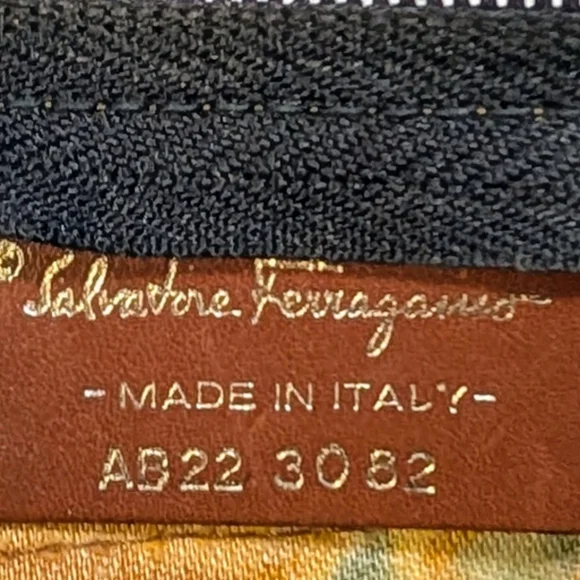 ® Salvatore Ferragamo
- MADE IN ITALY -
AB22 3082